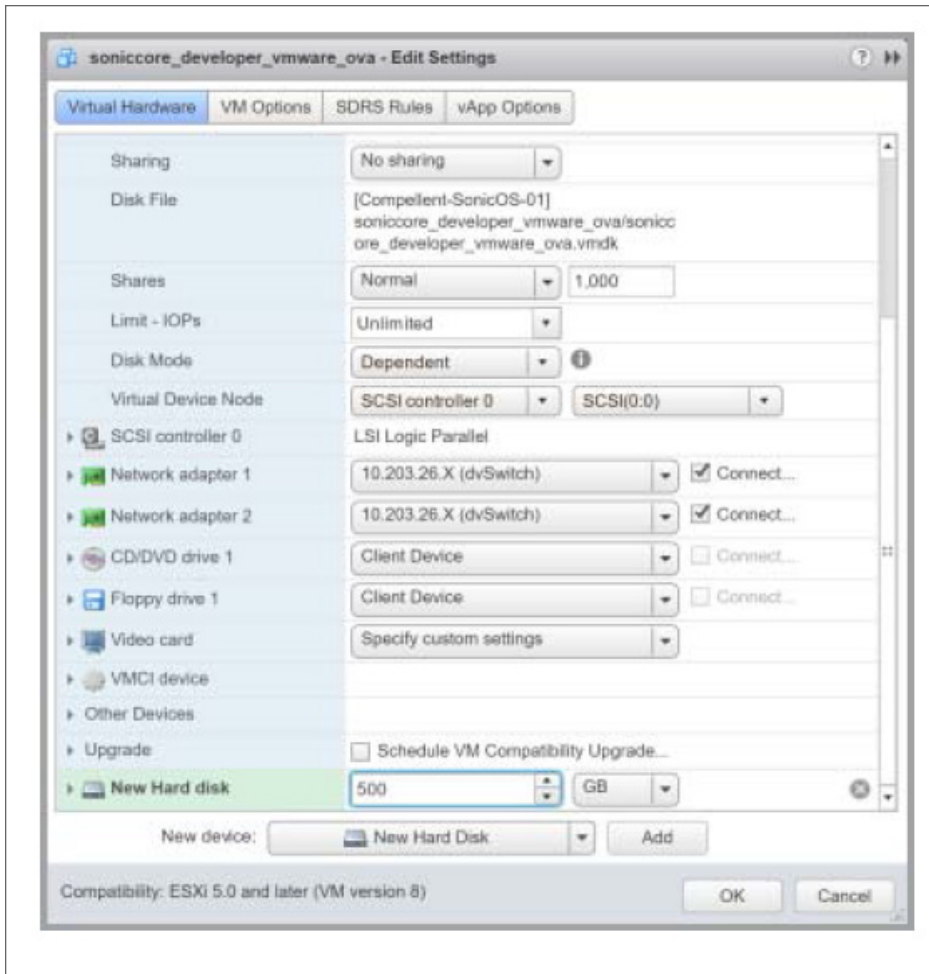 soniccore_developer_vmware_ova - Edit Settings
Virtual Hardware VM Options SDRS Rules vApp Options
Sharing No sharing
Disk File [Compellent-SonicOS-01]
soniccore_developer_vmware_ova/sonicc
ore_developer_vmware_ova.vmdk
Shares Normal 1,000
Limit - IOPs Unlimited
Disk Mode Dependent
Virtual Device Node SCSI controller 0 SCSI(0:0)
SCSI controller 0 LSI Logic Parallel
Network adapter 1 10.203.26.X (dvSwitch) Connect...
Network adapter 2 10.203.26.X (dvSwitch) Connect...
CD/DVD drive 1 Client Device Connect...
Floppy drive 1 Client Device Connect...
Video card Specify custom settings
VMCI device
Other Devices
Upgrade Schedule VM Compatibility Upgrade...
New Hard disk 500 GB
New device: New Hard Disk Add
Compatibility: ESXi 5.0 and later (VM version 8) OK Cancel